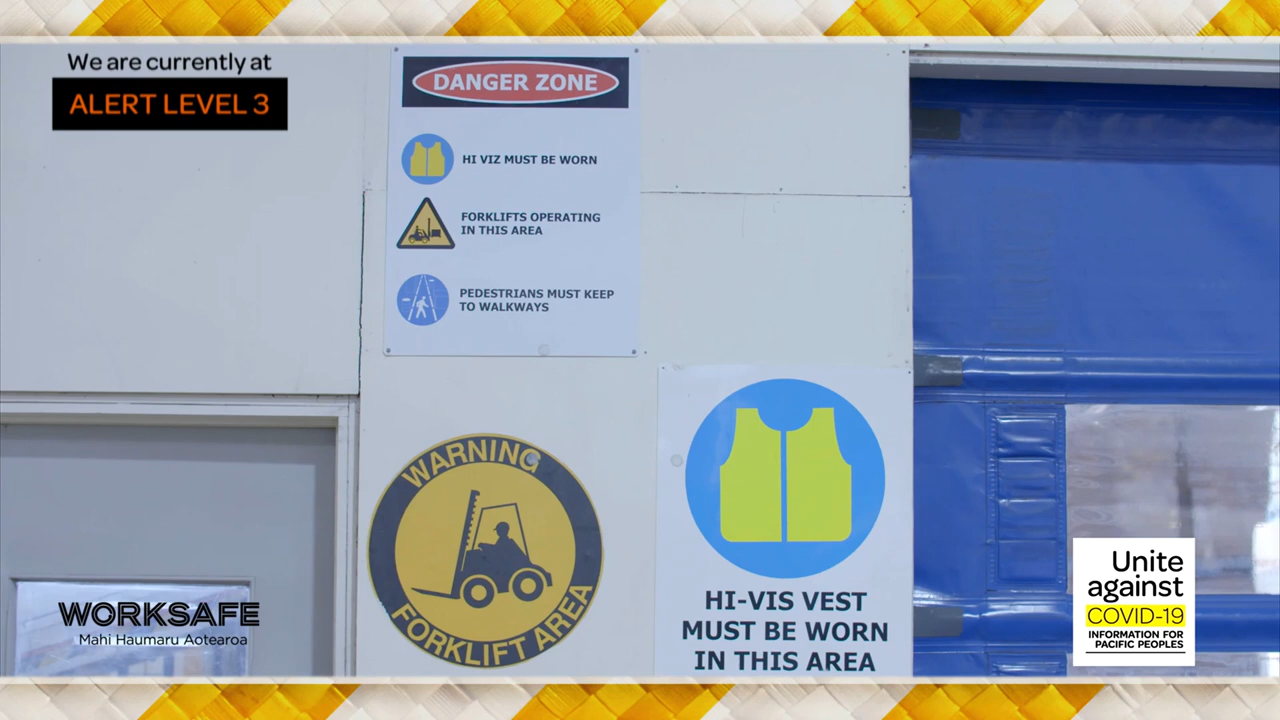 We are currently at
ALERT LEVEL 3
DANGER ZONE
HI VIZ MUST BE WORN
FORKLIFTS OPERATING
IN THIS AREA
PEDESTRIANS MUST KEEP
TO WALKWAYS
WARNING
FORKLIFT AREA
HI-VIS VEST
MUST BE WORN
IN THIS AREA
WORKSAFE
Mahi Haumaru Aotearoa
Unite
against
COVID-19
INFORMATION FOR
PACIFIC PEOPLES